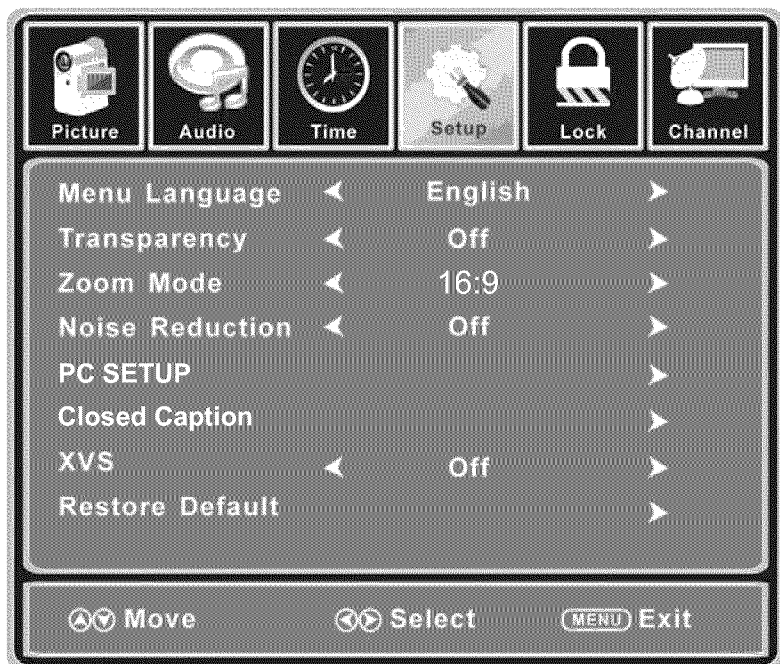 Picture Audio Time Setup Lock Channel
Menu Language English
Transparency Off
Zoom Mode 16:9
Noise Reduction Off
PC SETUP
Closed Caption
XVS Off
Restore Default
Move Select MENU Exit